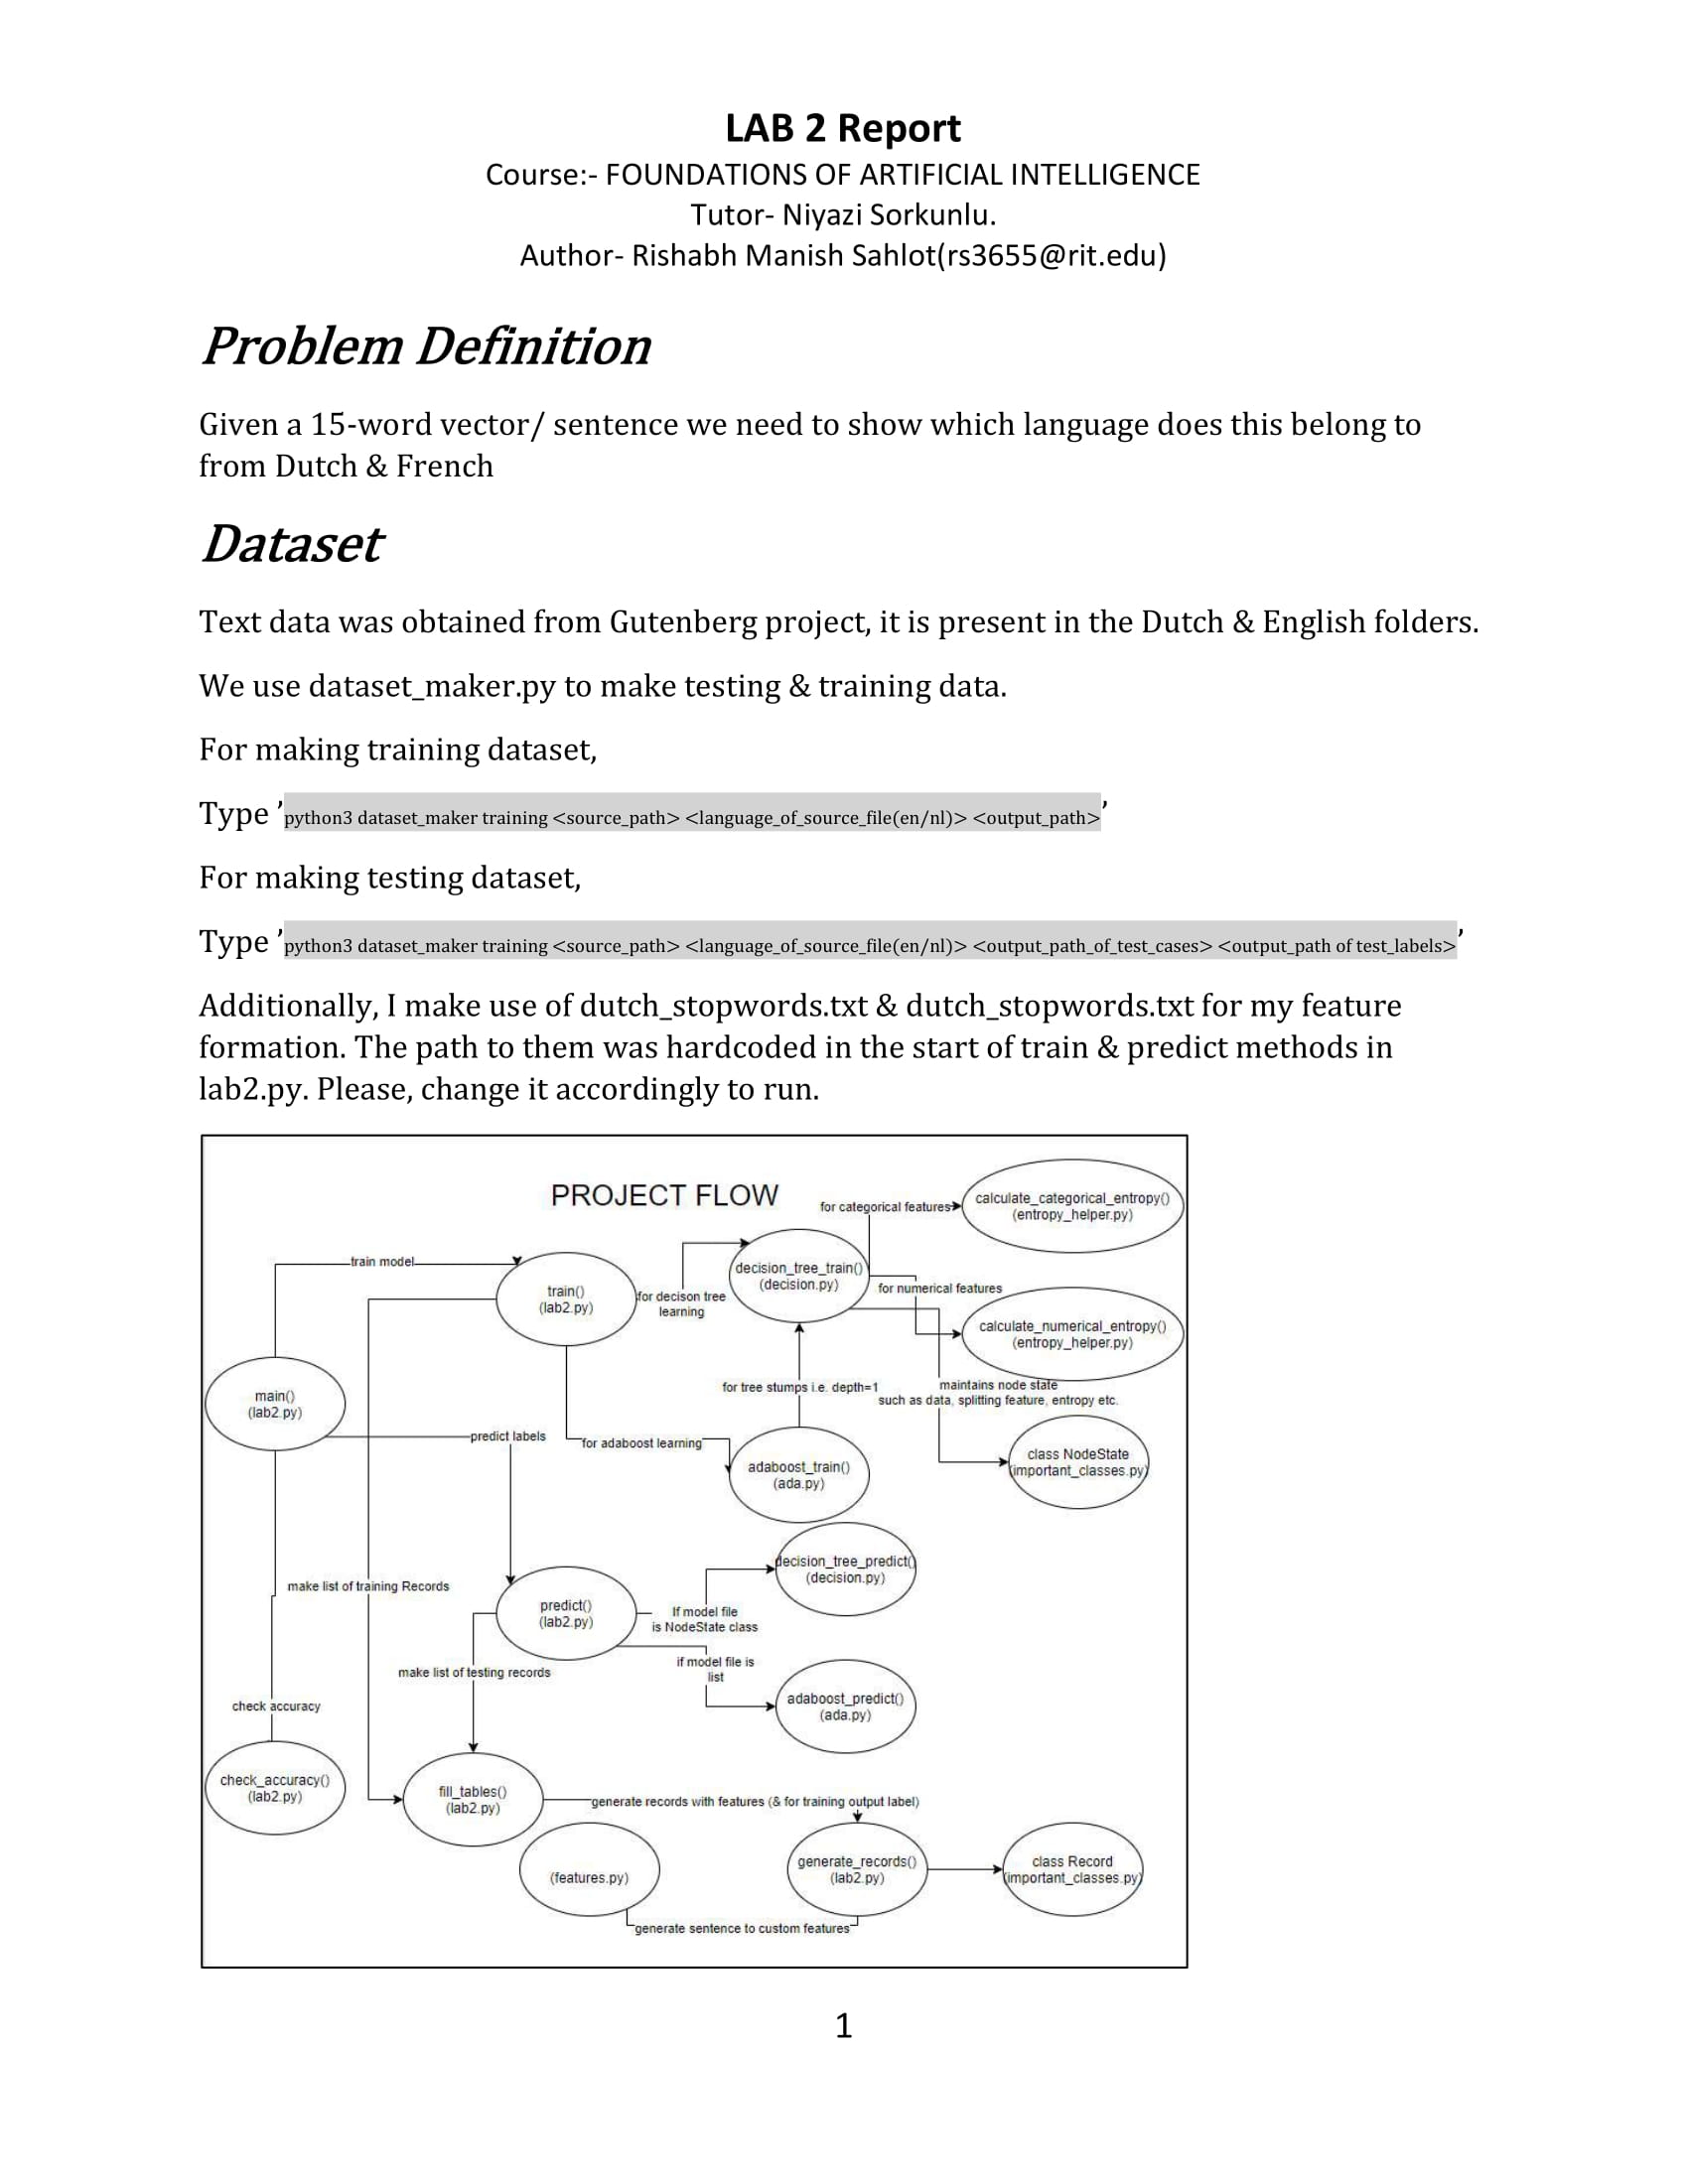 LAB 2 Report
Course:- FOUNDATIONS OF ARTIFICIAL INTELLIGENCE
Tutor- Niyazi Sorkunlu.
Author- Rishabh Manish Sahlot(rs3655@rit.edu)
Problem Definition
Given a 15-word vector/ sentence we need to show which language does this belong to
from Dutch & French
Dataset
Text data was obtained from Gutenberg project, it is present in the Dutch & English folders.
We use dataset_maker.py to make testing & training data.
For making training dataset,
Type ’python3 dataset_maker training <source_path> <language_of_source_file(en/nl)> <output_path>’
For making testing dataset,
Type ’python3 dataset_maker training <source_path> <language_of_source_file(en/nl)> <output_path_of_test_cases> <output_path of test_labels>’
Additionally, I make use of dutch_stopwords.txt & dutch_stopwords.txt for my feature
formation. The path to them was hardcoded in the start of train & predict methods in
lab2.py. Please, change it accordingly to run.
PROJECT FLOW
for categorical features
calculate_categorical_entropy()
(entropy_helper.py)
train model
train()
(lab2.py)
for decison tree
learning
decision_tree_train()
(decision.py)
for numerical features
calculate_numerical_entropy()
(entropy_helper.py)
main()
(lab2.py)
for tree stumps i.e. depth=1
maintains node state
such as data, splitting feature, entropy etc.
predict labels
for adaboost learning
adaboost_train()
(ada.py)
class NodeState
(important_classes.py)
make list of training Records
predict()
(lab2.py)
If model file
is NodeState class
decision_tree_predict()
(decision.py)
make list of testing records
if model file is
list
adaboost_predict()
(ada.py)
check accuracy
check_accuracy()
(lab2.py)
fill_tables()
(lab2.py)
generate records with features (& for training output label)
(features.py)
generate_records()
(lab2.py)
class Record
(important_classes.py)
generate sentence to custom features
1